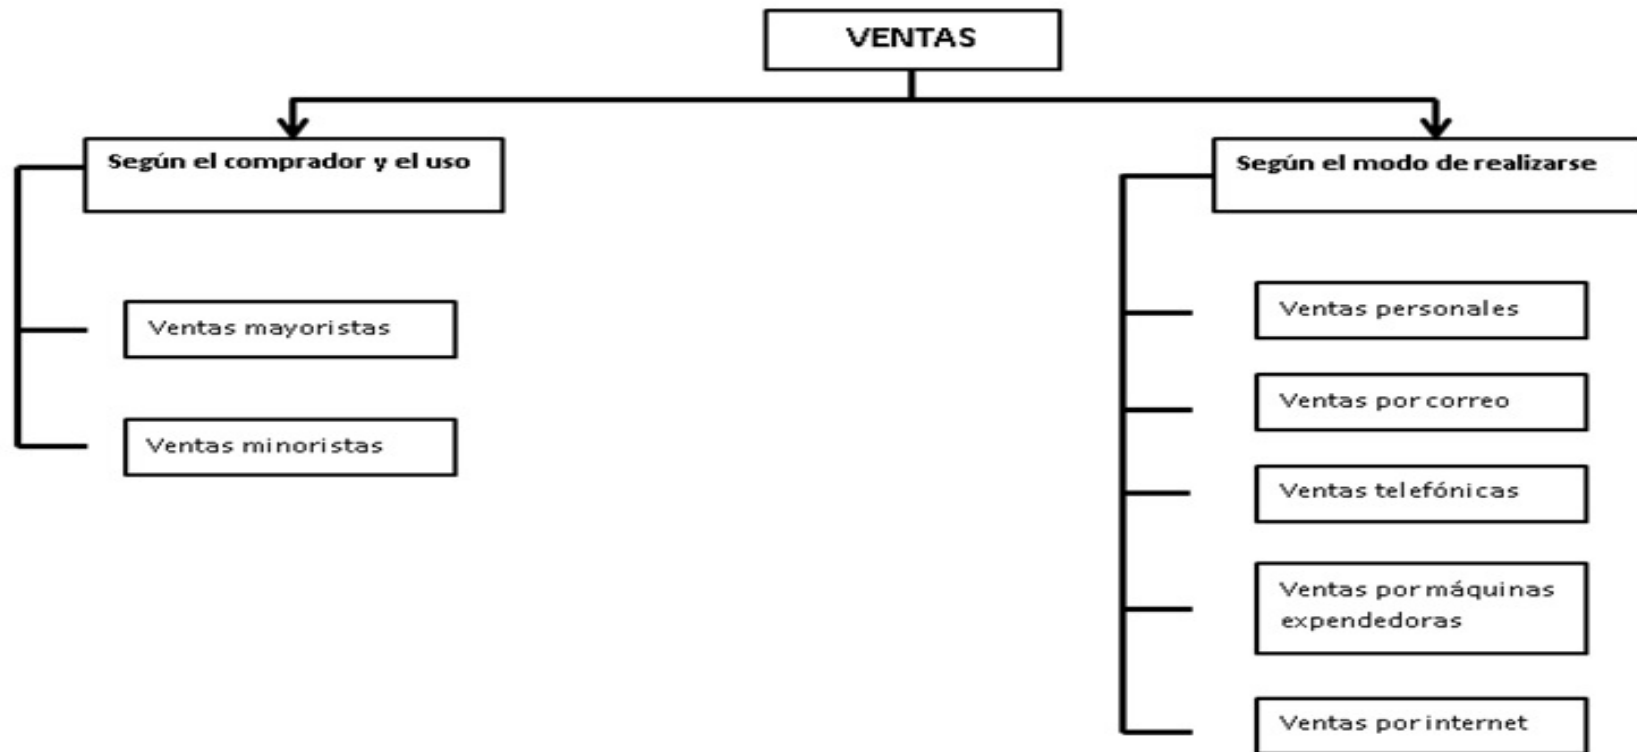 VENTAS
Según el comprador y el uso
Ventas mayoristas
Ventas minoristas
Según el modo de realizarse
Ventas personales
Ventas por correo
Ventas telefónicas
Ventas por máquinas
expendedoras
Ventas por internet